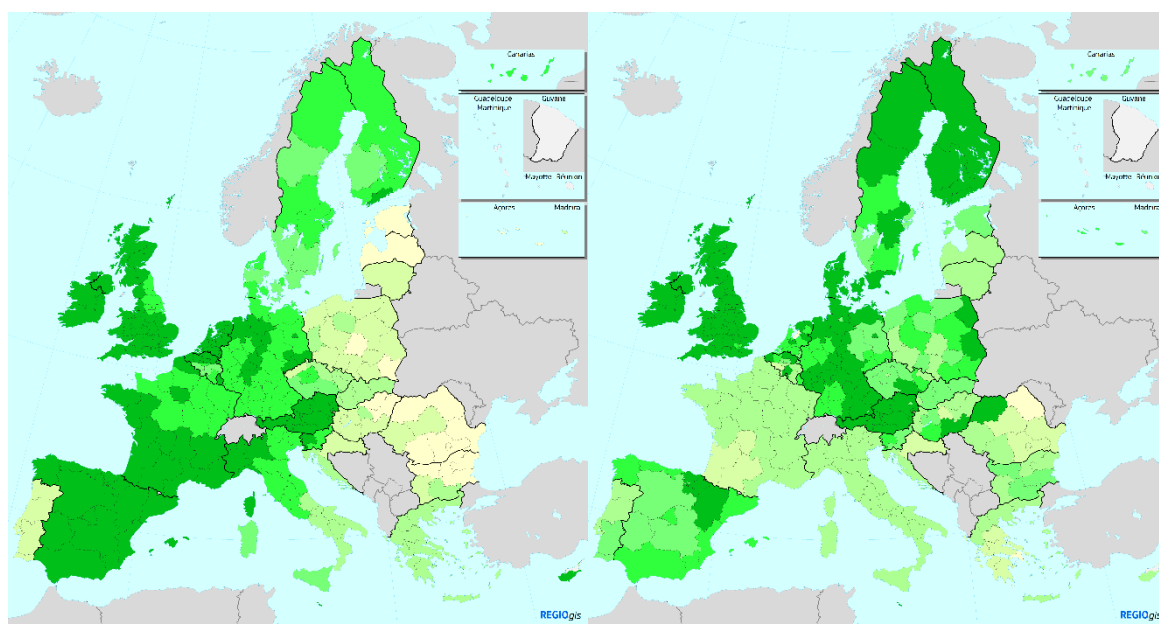 Canarias
Guadeloupe
Martinique
Guyane
Mayotte
Réunion
Açores
Madeira
REGIOgis
Canarias
Guadeloupe
Martinique
Guyane
Mayotte
Réunion
Açores
Madeira
REGIOgis